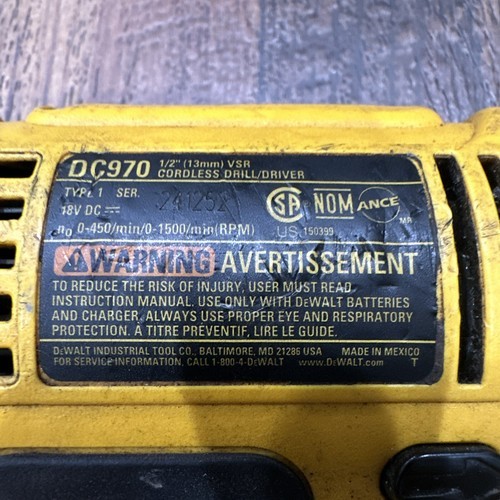 DC970 1/2" (13mm) VSR
CORDLESS DRILL/DRIVER
TYPE 1 SER.
18V DC
SA NOM ANCE
n₀ 0-450/min/0-1500/min(RPM) US 150399 MR
WARNING AVERTISSEMENT
TO REDUCE THE RISK OF INJURY, USER MUST READ
INSTRUCTION MANUAL. USE ONLY WITH DEWALT BATTERIES
AND CHARGER. ALWAYS USE PROPER EYE AND RESPIRATORY
PROTECTION. À TITRE PRÉVENTIF, LIRE LE GUIDE.
DEWALT INDUSTRIAL TOOL CO., BALTIMORE, MD 21286 USA MADE IN MEXICO
FOR SERVICE INFORMATION, CALL 1-800-4-DEWALT www.DEWALT.com T